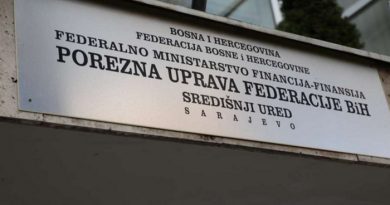 BOSNA I HERCEGOVINA
FEDERACIJA BOSNE I HERCEGOVINE
FEDERALNO MINISTARSTVO FINANCIJA-FINANSIJA
POREZNA UPRAVA FEDERACIJE BiH
SREDIŠNJI URED
SARAJEVO